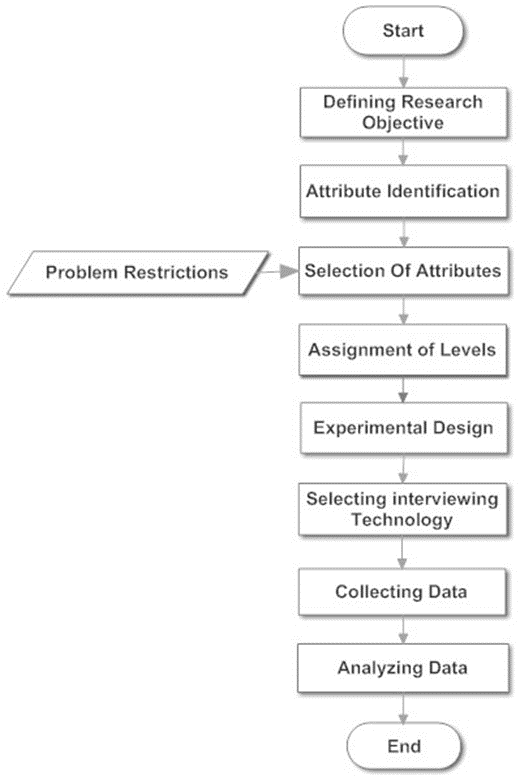 Start
Defining Research
Objective
Attribute Identification
Problem Restrictions
Selection Of Attributes
Assignment of Levels
Experimental Design
Selecting interviewing
Technology
Collecting Data
Analyzing Data
End